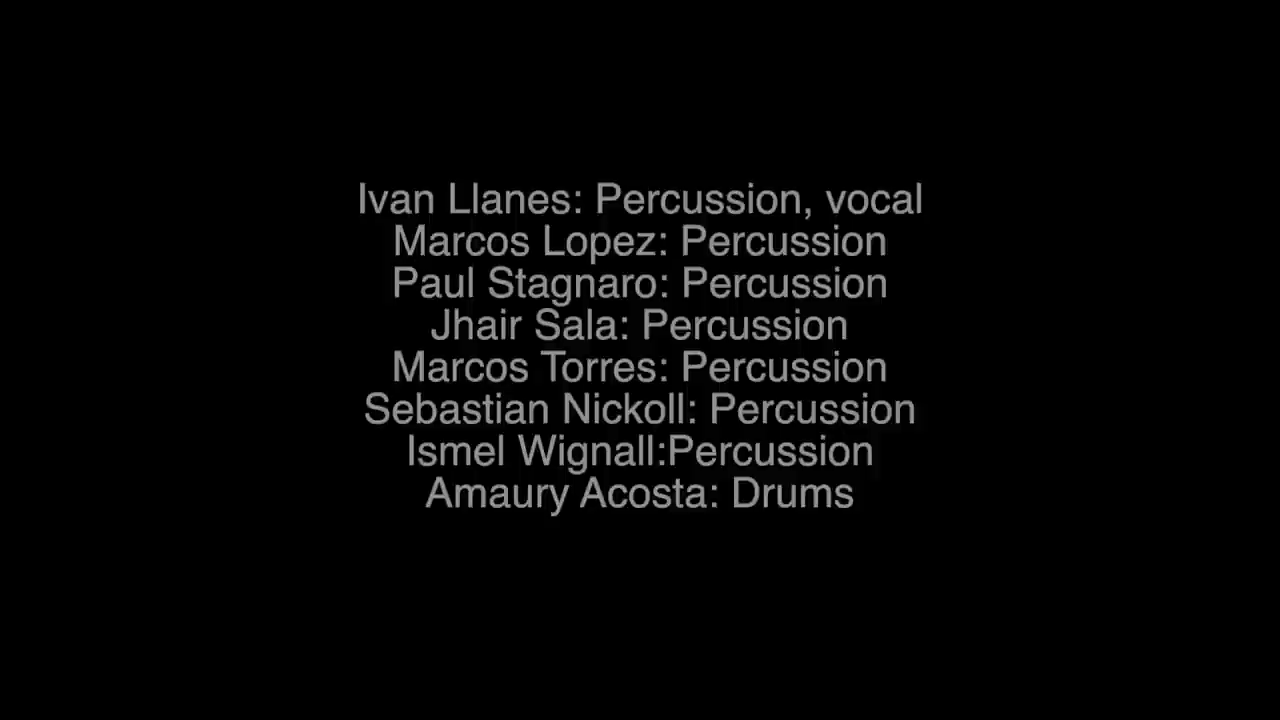 Ivan Llanes: Percussion, vocal
Marcos Lopez: Percussion
Paul Stagnaro: Percussion
Jhair Sala: Percussion
Marcos Torres: Percussion
Sebastian Nickoll: Percussion
Ismel Wignall:Percussion
Amaury Acosta: Drums